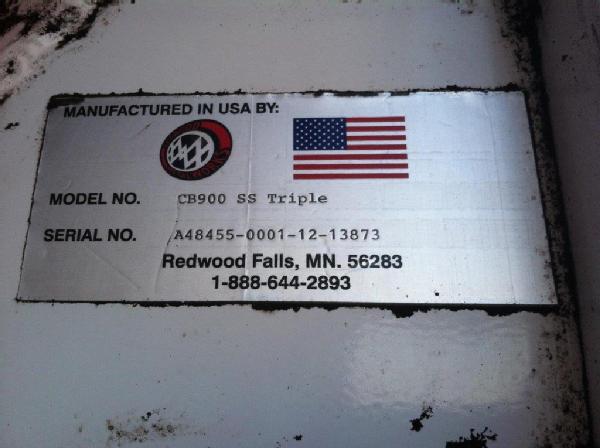 MANUFACTURED IN USA BY:
MODEL NO. CB900 SS Triple
SERIAL NO. A48455-0001-12-13873
Redwood Falls, MN. 56283
1-888-644-2893